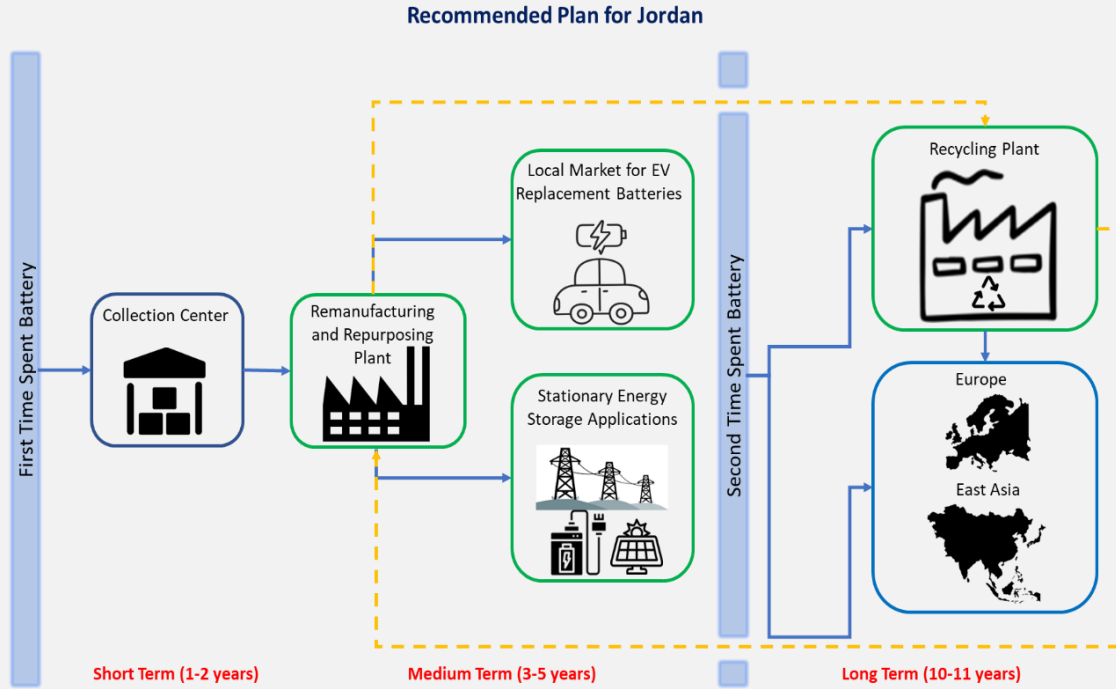 Recommended Plan for Jordan
First Time Spent Battery
Collection Center
Remanufacturing
and Repurposing
Plant
Local Market for EV
Replacement Batteries
Stationary Energy
Storage Applications
Second Time Spent Battery
Recycling Plant
Europe
East Asia
Short Term (1-2 years)
Medium Term (3-5 years)
Long Term (10-11 years)